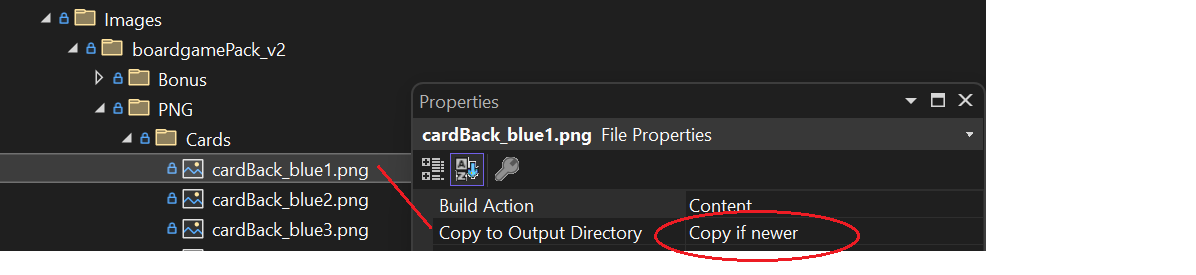 Images
boardgamePack_v2
Bonus
PNG
Cards
cardBack_blue1.png
cardBack_blue2.png
cardBack_blue3.png
Properties
cardBack_blue1.png File Properties
Build Action Content
Copy to Output Directory Copy if newer